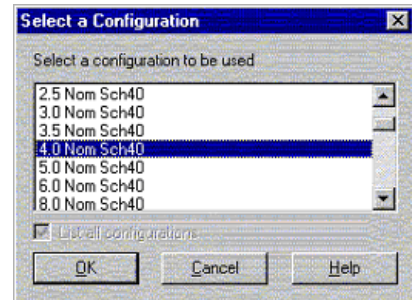 Select a Configuration
Select a configuration to be used
2.5 Nom Sch40
3.0 Nom Sch40
3.5 Nom Sch40
4.0 Nom Sch40
5.0 Nom Sch40
6.0 Nom Sch40
8.0 Nom Sch40
List all configurations
OK Cancel Help